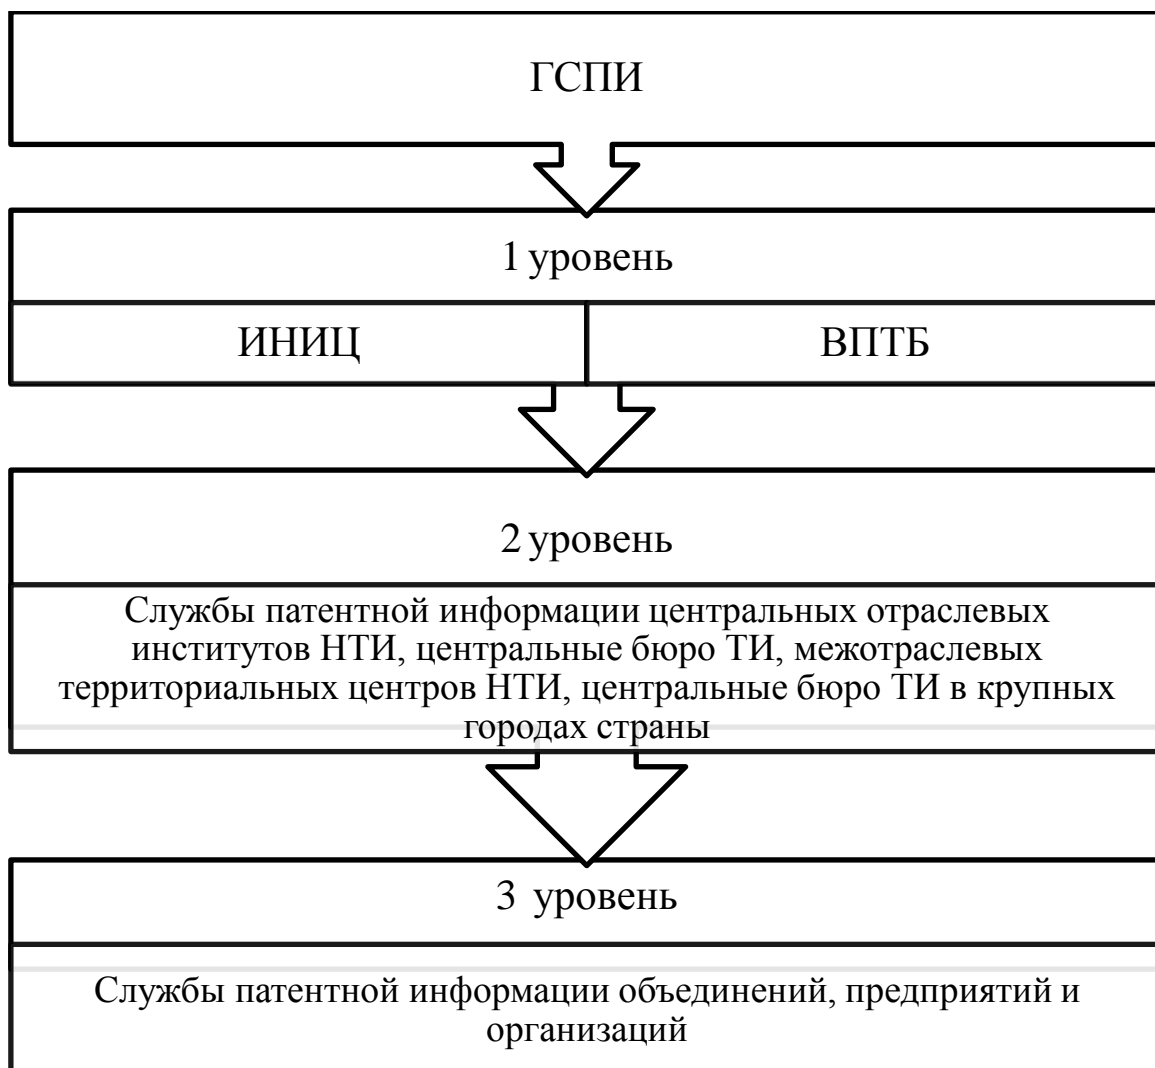 ГСПИ
1 уровень
ИНИЦ
ВПТБ
2 уровень
Службы патентной информации центральных отраслевых
институтов НТИ, центральные бюро ТИ, межотраслевых
территориальных центров НТИ, центральные бюро ТИ в крупных
городах страны
3 уровень
Службы патентной информации объединений, предприятий и
организаций